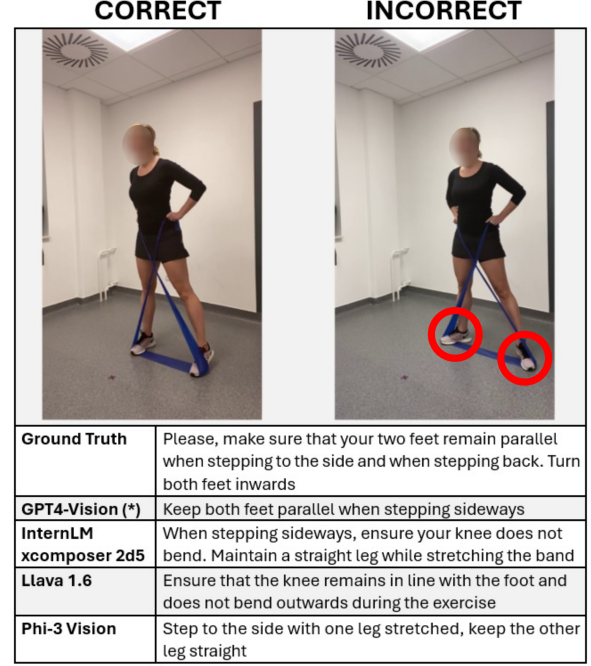 CORRECT INCORRECT
Ground Truth Please, make sure that your two feet remain parallel
when stepping to the side and when stepping back. Turn
both feet inwards
GPT4-Vision (*) Keep both feet parallel when stepping sideways
InternLM When stepping sideways, ensure your knee does not
xcomposer 2d5 bend. Maintain a straight leg while stretching the band
Llava 1.6 Ensure that the knee remains in line with the foot and
does not bend outwards during the exercise
Phi-3 Vision Step to the side with one leg stretched, keep the other
leg straight